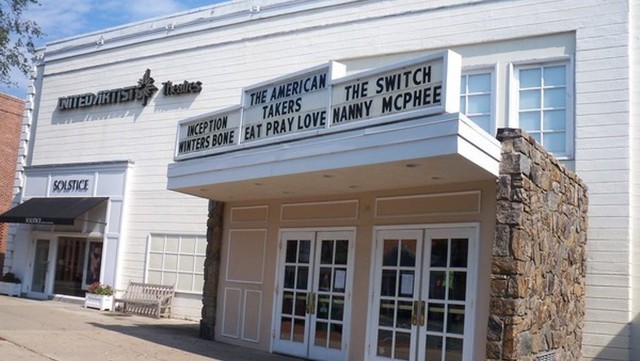 UNITED ARTISTS Theatres
INCEPTION
WINTERS BONE
THE AMERICAN
TAKERS
EAT PRAY LOVE
THE SWITCH
NANNY MCPHEE
SOLSTICE